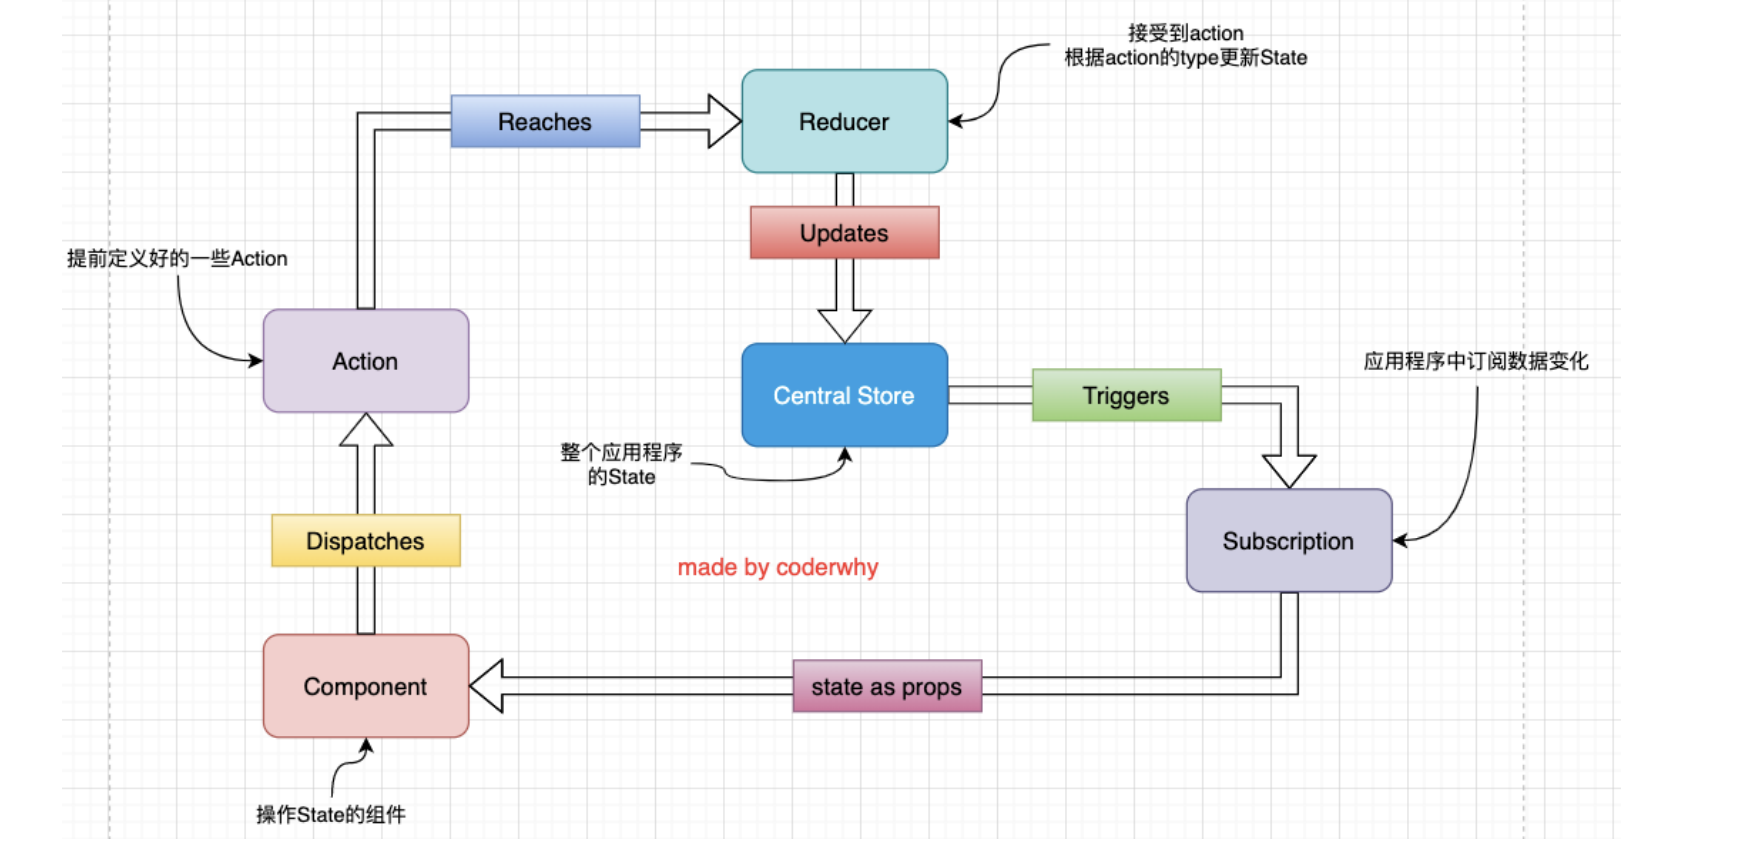 接受到action
根据action的type更新State
Reaches
Reducer
Updates
提前定义好的一些Action
Action
Central Store
Triggers
应用程序中订阅数据变化
整个应用程序
的State
Dispatches
made by coderwhy
Subscription
Component
state as props
操作State的组件